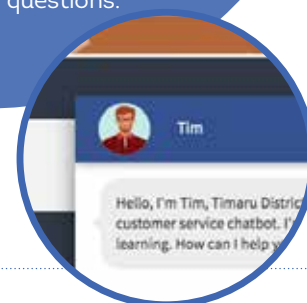 questions.
Tim
Hello, I'm Tim, Timaru Distric
customer service chatbot. I'
learning. How can I help y